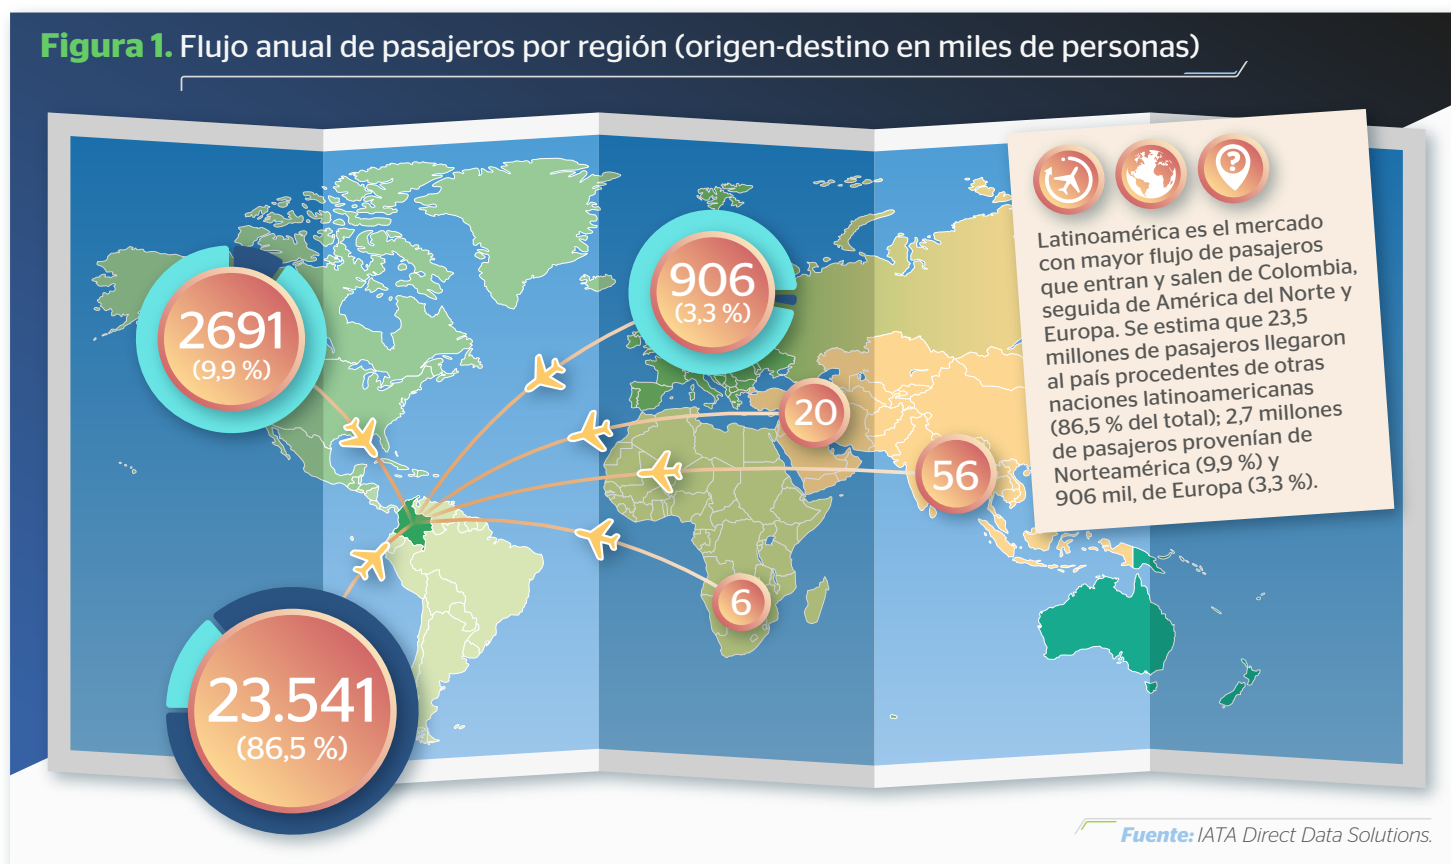 Figura 1. Flujo anual de pasajeros por región (origen-destino en miles de personas)
2691
(9,9 %)
906
(3,3 %)
20
56
6
23.541
(86,5 %)
?
Latinoamérica es el mercado
con mayor flujo de pasajeros
que entran y salen de Colombia,
seguida de América del Norte y
Europa. Se estima que 23,5
millones de pasajeros llegaron
al país procedentes de otras
naciones latinoamericanas
(86,5 % del total); 2,7 millones
de pasajeros provenían de
Norteamérica (9,9 %) y
906 mil, de Europa (3,3 %).
Fuente: IATA Direct Data Solutions.